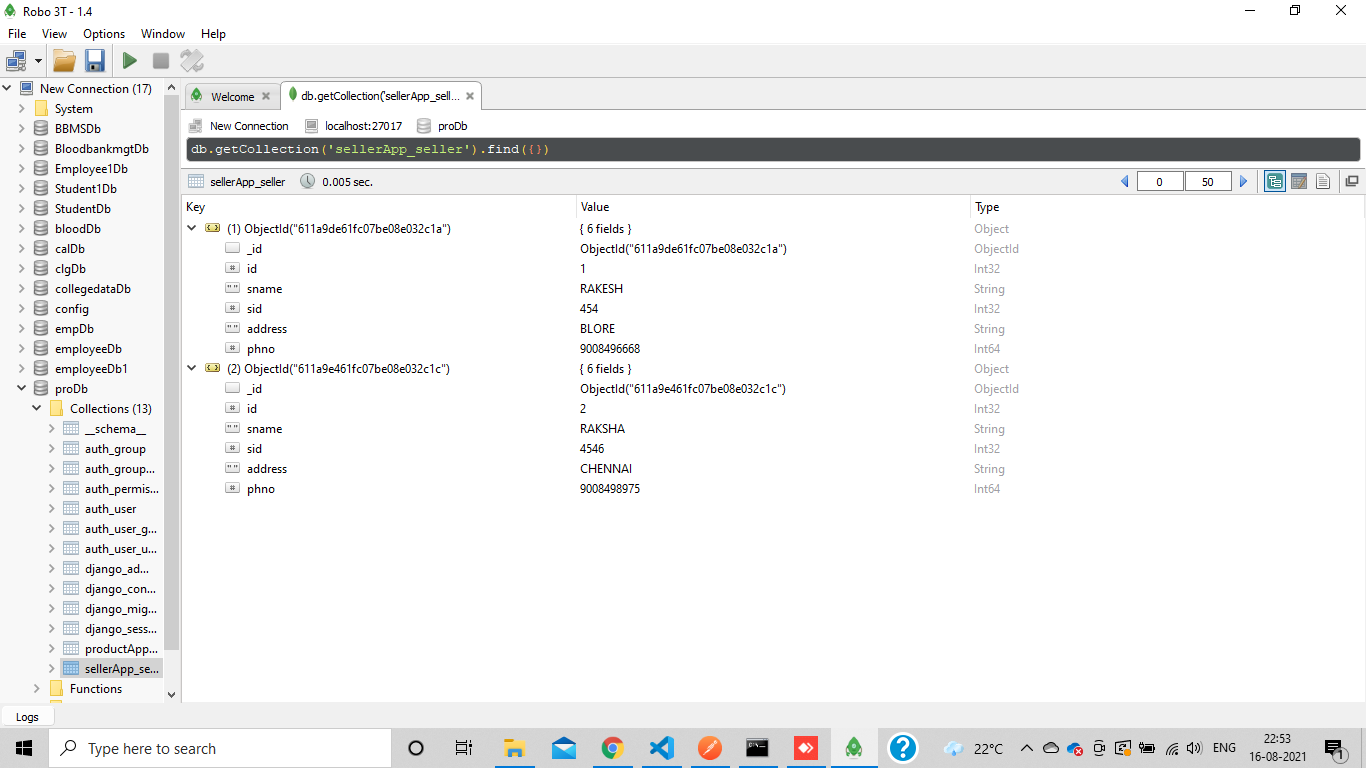 Robo 3T - 1.4
File View Options Window Help
Welcome db.getCollection('sellerApp_sell...
New Connection localhost:27017 proDb
db.getCollection('sellerApp_seller').find({})
sellerApp_seller 0.005 sec. 0 50
New Connection (17)
System
BBMSDb
BloodbankmgtDb
Employee1Db
Student1Db
StudentDb
bloodDb
calDb
clgDb
collegedataDb
config
empDb
employeeDb
employeeDb1
proDb
Collections (13)
__schema__
auth_group
auth_group...
auth_permis...
auth_user
auth_user_g...
auth_user_u...
django_ad...
django_con...
django_mig...
django_sess...
productApp...
sellerApp_se...
Functions
Key Value Type
(1) ObjectId("611a9de61fc07be08e032c1a") { 6 fields } Object
_id ObjectId("611a9de61fc07be08e032c1a") ObjectId
# id 1 Int32
" " sname RAKESH String
# sid 454 Int32
" " address BLORE String
# phno 9008496668 Int64
(2) ObjectId("611a9e461fc07be08e032c1c") { 6 fields } Object
_id ObjectId("611a9e461fc07be08e032c1c") ObjectId
# id 2 Int32
" " sname RAKSHA String
# sid 4546 Int32
" " address CHENNAI String
# phno 9008498975 Int64
Logs
Type here to search
22°C ENG 22:53
16-08-2021
1